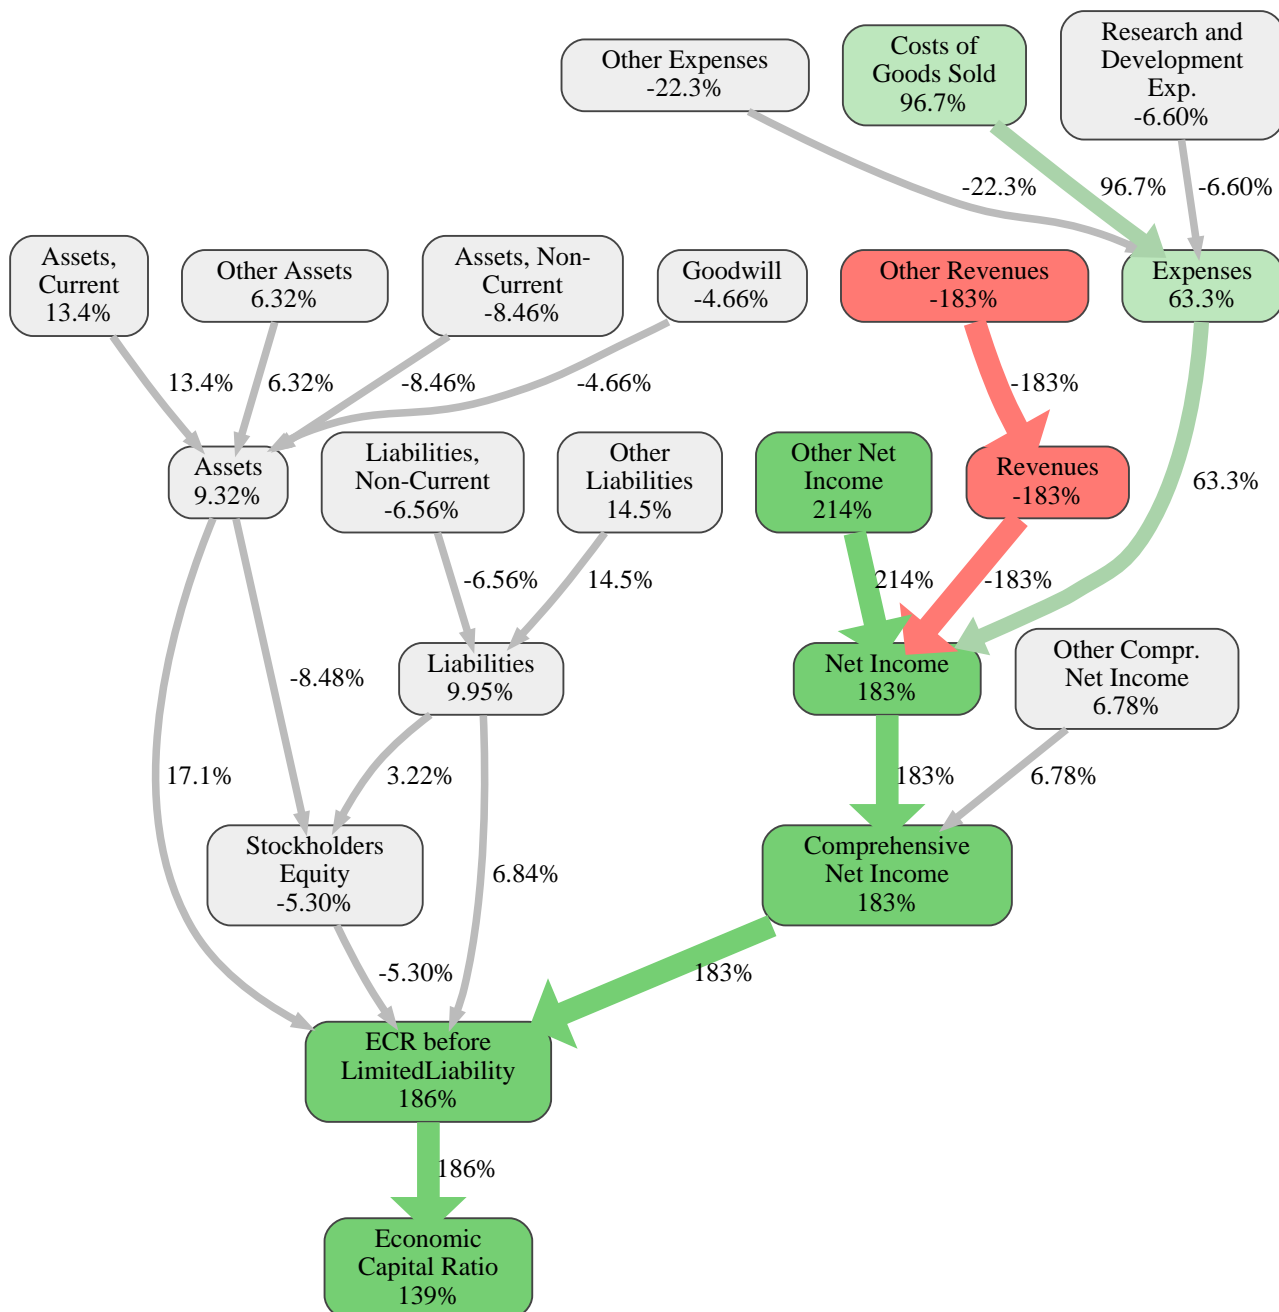 Other Expenses
-22.3%
Costs of
Goods Sold
96.7%
Research and
Development
Exp.
-6.60%
-22.3%
96.7%
-6.60%
Assets,
Current
13.4%
Other Assets
6.32%
Assets, Non-
Current
-8.46%
Goodwill
-4.66%
Other Revenues
-183%
Expenses
63.3%
13.4%
6.32%
-8.46%
-4.66%
-183%
Assets
9.32%
Liabilities,
Non-Current
-6.56%
Other
Liabilities
14.5%
Other Net
Income
214%
Revenues
-183%
63.3%
-6.56%
14.5%
214%
-183%
-8.48%
Liabilities
9.95%
Net Income
183%
Other Compr.
Net Income
6.78%
17.1%
3.22%
6.84%
183%
6.78%
Stockholders
Equity
-5.30%
Comprehensive
Net Income
183%
-5.30%
183%
ECR before
LimitedLiability
186%
186%
Economic
Capital Ratio
139%